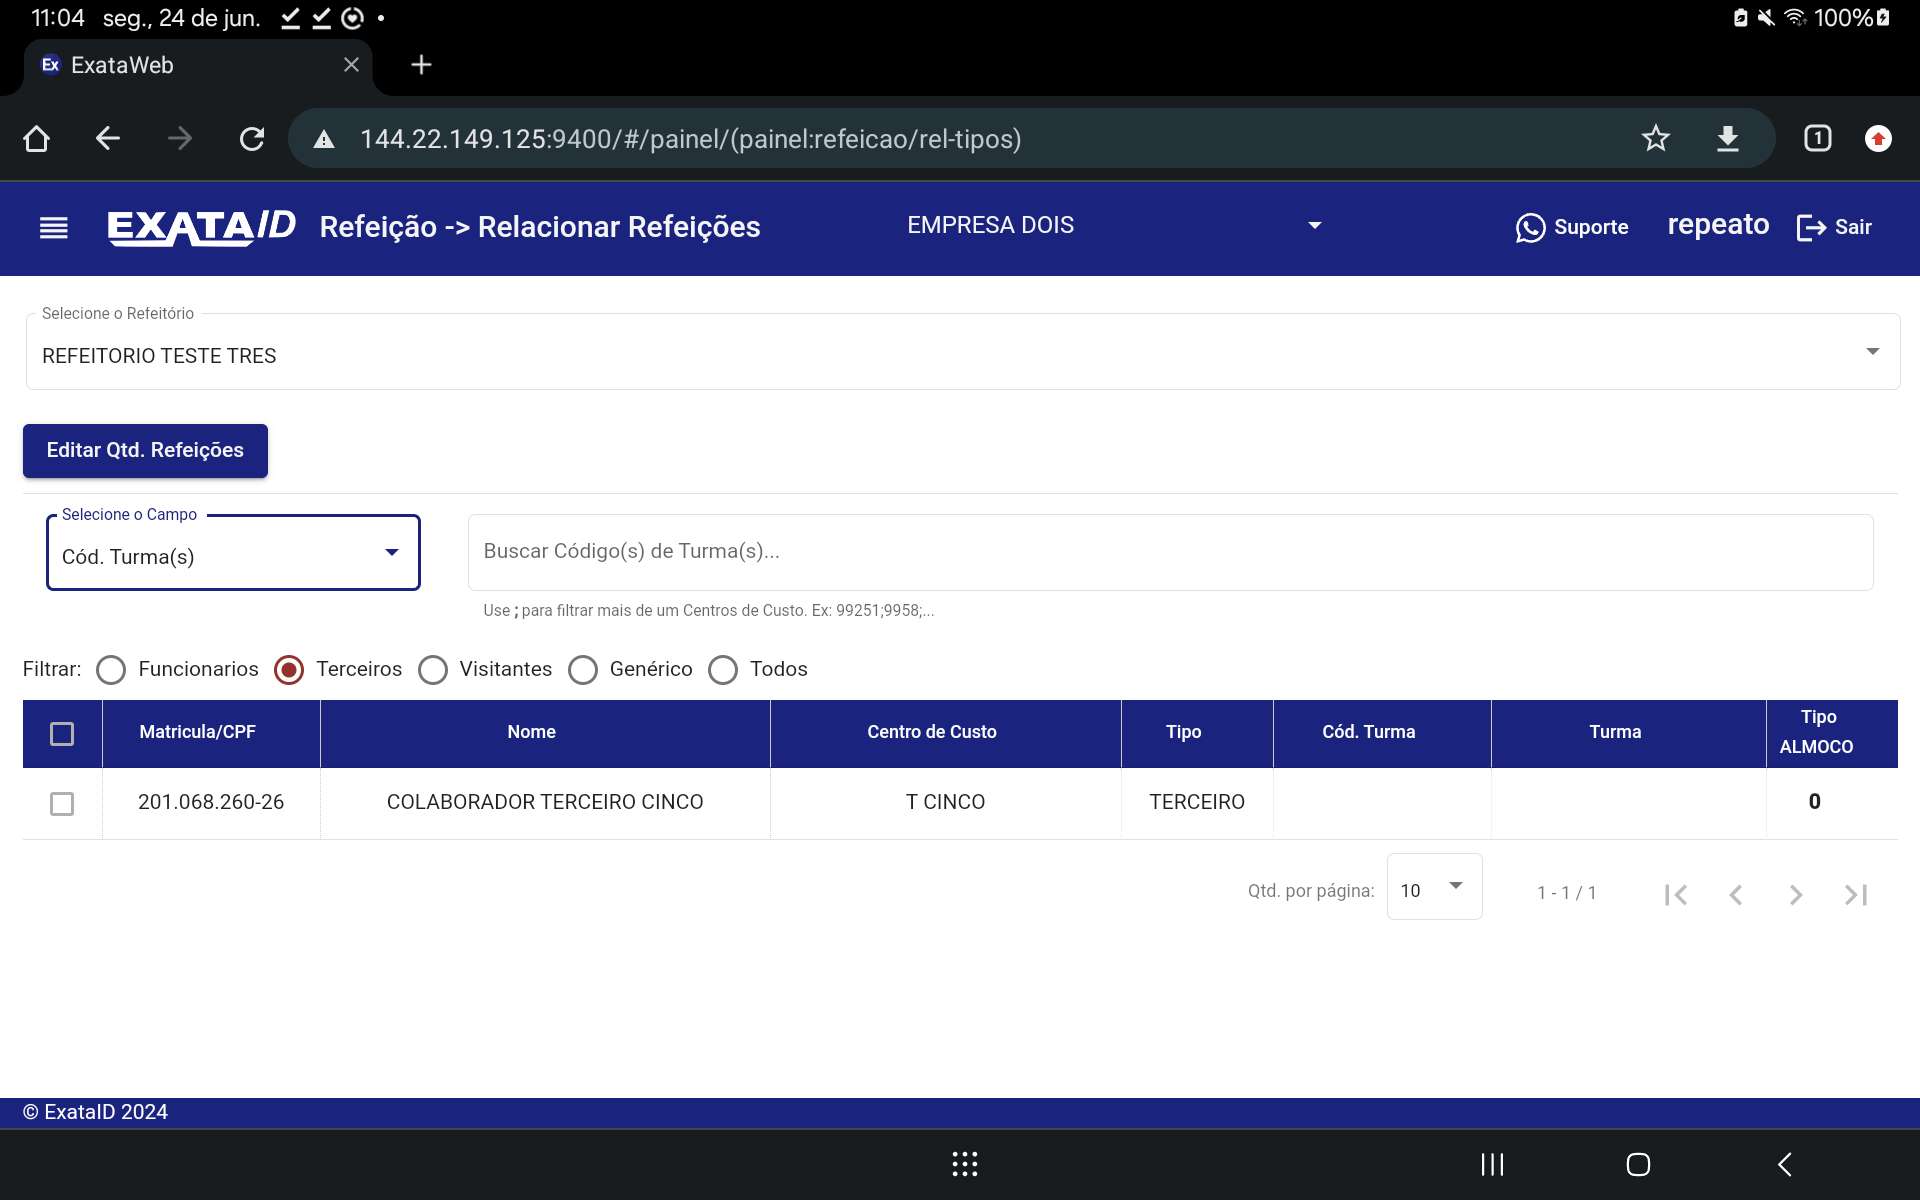 11:04 seg., 24 de jun.
100%
Ex ExataWeb
144.22.149.125:9400/#/painel/(painel:refeicao/rel-tipos)
1
EXATAID Refeição -> Relacionar Refeições EMPRESA DOIS Suporte repeato Sair
Selecione o Refeitório
REFEITORIO TESTE TRES
Editar Qtd. Refeições
Selecione o Campo
Cód. Turma(s)
Buscar Código(s) de Turma(s)...
Use ; para filtrar mais de um Centros de Custo. Ex: 99251;9958;...
Filtrar: Funcionarios Terceiros Visitantes Genérico Todos
Matricula/CPF Nome Centro de Custo Tipo Cód. Turma Turma Tipo ALMOCO
201.068.260-26 COLABORADOR TERCEIRO CINCO T CINCO TERCEIRO 0
Qtd. por página: 10 1 - 1 / 1
© ExataID 2024